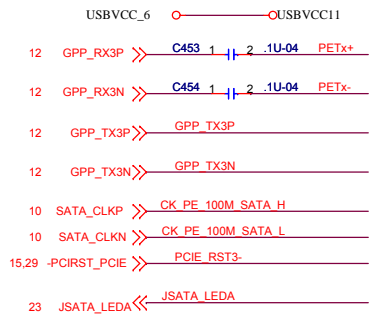 USBVCC_6 USBVCC11
12 GPP_RX3P C453 1 2 .1U-04 PETx+
12 GPP_RX3N C454 1 2 .1U-04 PETx-
12 GPP_TX3P GPP_TX3P
12 GPP_TX3N GPP_TX3N
10 SATA_CLKP CK_PE_100M_SATA_H
10 SATA_CLKN CK_PE_100M_SATA_L
15,29 -PCIRST_PCIE PCIE_RST3-
23 JSATA_LEDA JSATA_LEDA